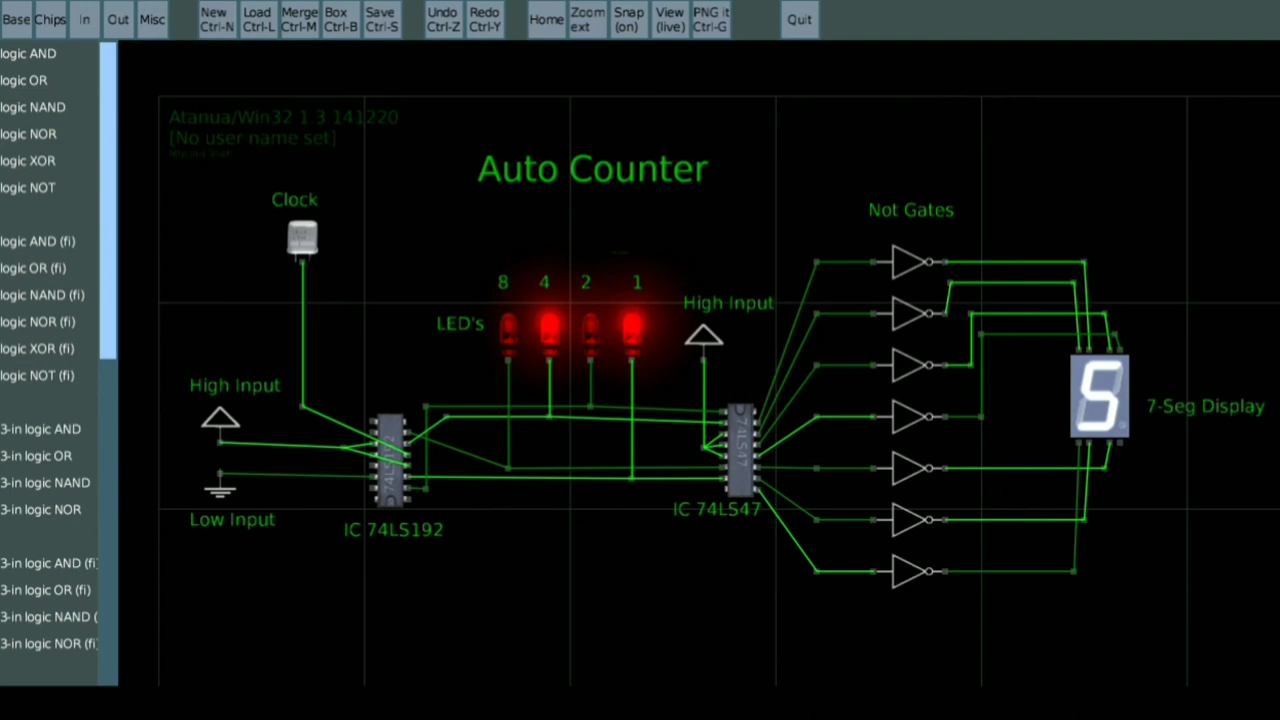 Base Chips In Out Misc New Ctrl-N Load Ctrl-L Merge Ctrl-M Box Ctrl-B Save Ctrl-S Undo Ctrl-Z Redo Ctrl-Y Home Zoom ext Snap (on) View (live) PNG it Ctrl-G Quit
logic AND
logic OR
logic NAND
logic NOR
logic XOR
logic NOT
logic AND (fi)
logic OR (fi)
logic NAND (fi)
logic NOR (fi)
logic XOR (fi)
logic NOT (fi)
3-in logic AND
3-in logic OR
3-in logic NAND
3-in logic NOR
3-in logic AND (fi)
3-in logic OR (fi)
3-in logic NAND (
3-in logic NOR (fi)
Atanua/Win32 1.3 141220
[No user name set]
Auto Counter
Clock
Not Gates
8 4 2 1
High Input
LED's
High Input
7-Seg Display
5
74LS192
74LS47
IC 74LS47
Low Input
IC 74LS192